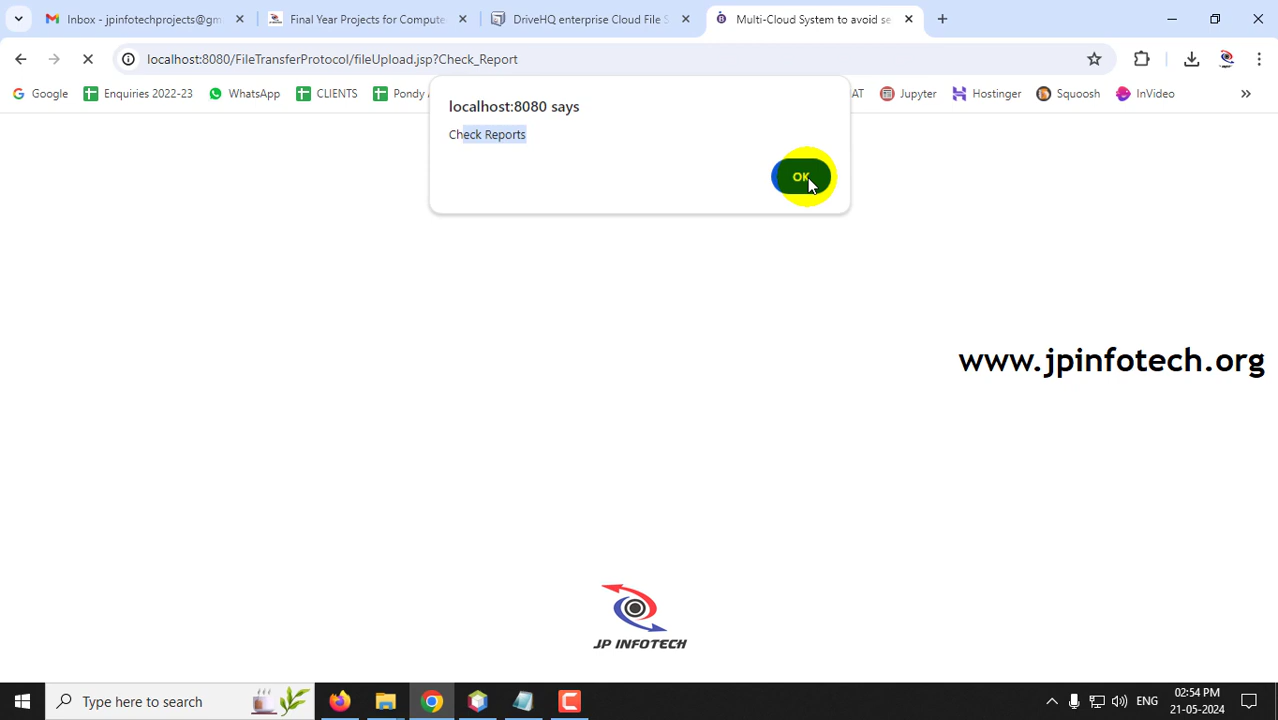 Inbox - jpinfotechprojects@gm
Final Year Projects for Compute
DriveHQ enterprise Cloud File S
Multi-Cloud System to avoid se
localhost:8080/FileTransferProtocol/fileUpload.jsp?Check_Report
Google
Enquiries 2022-23
WhatsApp
CLIENTS
Pondy A
AT
Jupyter
Hostinger
Squoosh
InVideo
localhost:8080 says
Check Reports
OK
www.jpinfotech.org
JP INFOTECH
Type here to search
ENG
02:54 PM
21-05-2024